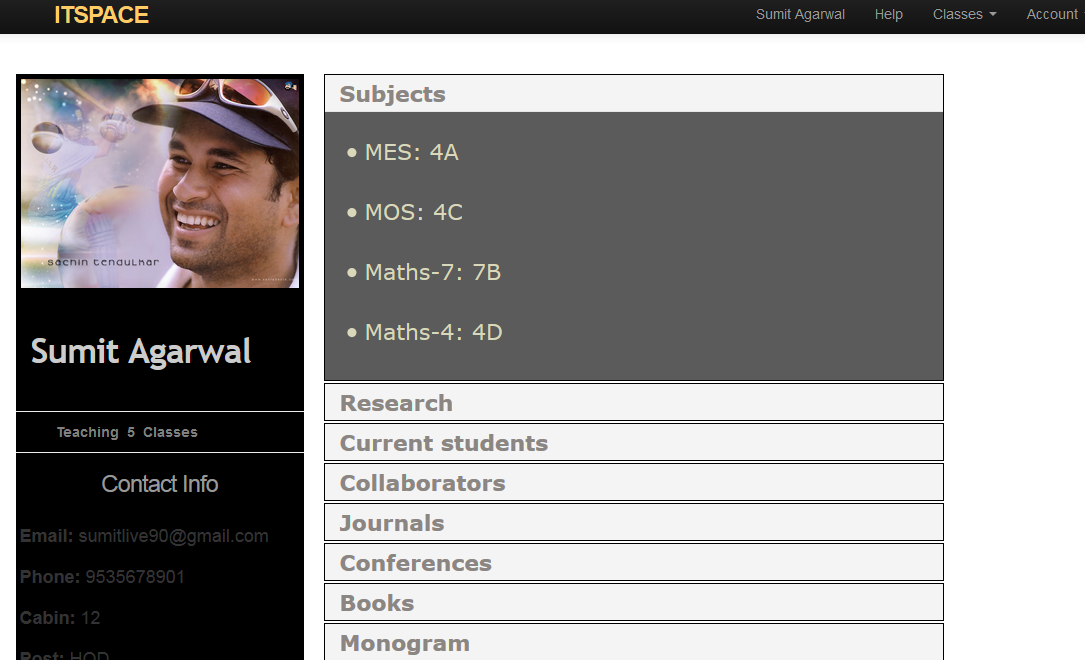 ITSPACE
Sumit Agarwal Help Classes Account
sachin tendulkar
Sumit Agarwal
Teaching 5 Classes
Contact Info
Email: sumitlive90@gmail.com
Phone: 9535678901
Cabin: 12
Post: HOD
Subjects
MES: 4A
MOS: 4C
Maths-7: 7B
Maths-4: 4D
Research
Current students
Collaborators
Journals
Conferences
Books
Monogram